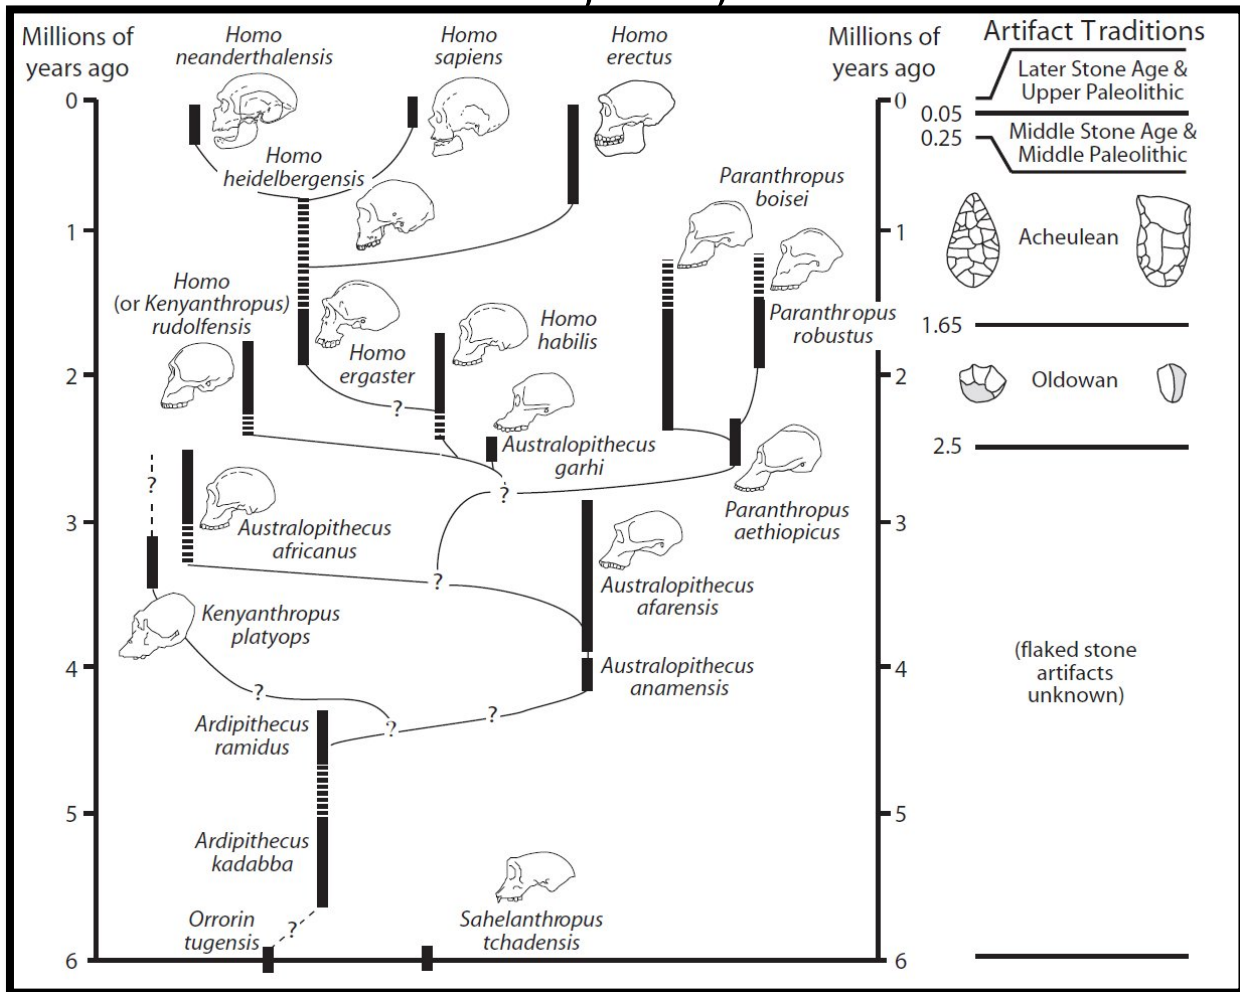 Millions of
years ago
Homo
neanderthalensis
Homo
sapiens
Homo
erectus
Millions of
years ago
Artifact Traditions
0
0
Later Stone Age &
Upper Paleolithic
0.05
0.25
Middle Stone Age &
Middle Paleolithic
Homo
heidelbergensis
Paranthropus
boisei
1
1
Acheulean
Homo
(or Kenyanthropus)
rudolfensis
Homo
ergaster
Homo
habilis
Paranthropus
robustus
1.65
2
2
Oldowan
?
Australopithecus
garhi
2.5
?
?
Paranthropus
aethiopicus
3
3
Australopithecus
africanus
?
Australopithecus
afarensis
Kenyanthropus
platyops
4
4
(flaked stone
artifacts
unknown)
Australopithecus
anamensis
?
?
?
Ardipithecus
ramidus
5
5
Ardipithecus
kadabba
Orrorin
tugensis
?
Sahelanthropus
tchadensis
6
6